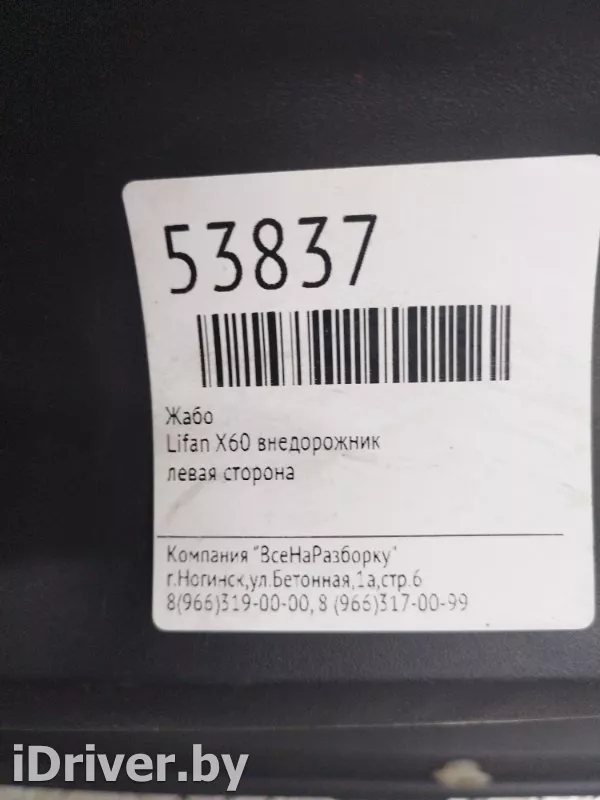 53837
Жабо
Lifan X60 внедорожник
левая сторона
Компания "ВсеНаРазборку"
г.Ногинск,ул.Бетонная,1а,стр.6
8(966)319-00-00, 8 (966)317-00-99
iDriver.by